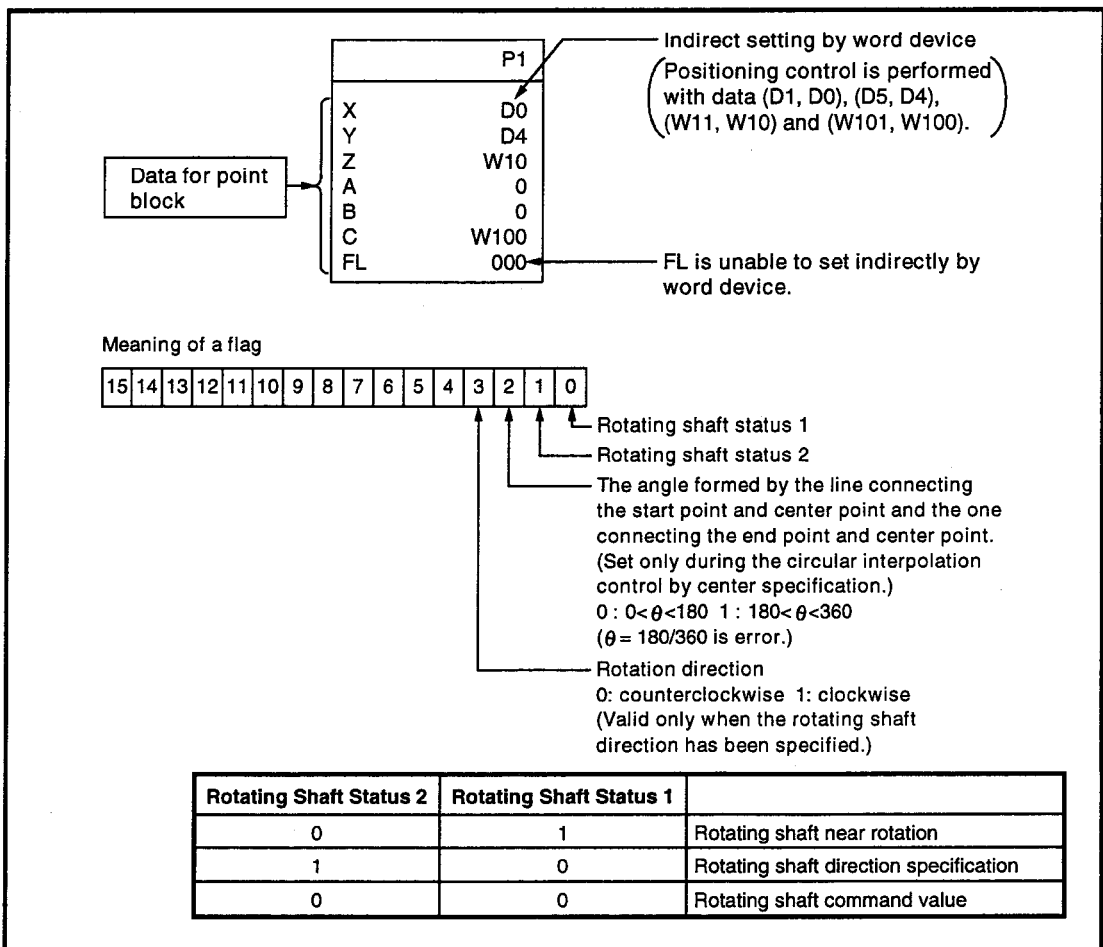 P1
X D0
Y D4
Z W10
A 0
B 0
C W100
FL 000
Data for point
block
Indirect setting by word device
(Positioning control is performed
with data (D1, D0), (D5, D4),
(W11, W10) and (W101, W100).)
FL is unable to set indirectly by
word device.
Meaning of a flag
15 14 13 12 11 10 9 8 7 6 5 4 3 2 1 0
Rotating shaft status 1
Rotating shaft status 2
The angle formed by the line connecting
the start point and center point and the one
connecting the end point and center point.
(Set only during the circular interpolation
control by center specification.)
0 : 0<θ<180 1 : 180<θ<360
(θ = 180/360 is error.)
Rotation direction
0: counterclockwise 1: clockwise
(Valid only when the rotating shaft
direction has been specified.)
Rotating Shaft Status 2 Rotating Shaft Status 1
0 1 Rotating shaft near rotation
1 0 Rotating shaft direction specification
0 0 Rotating shaft command value